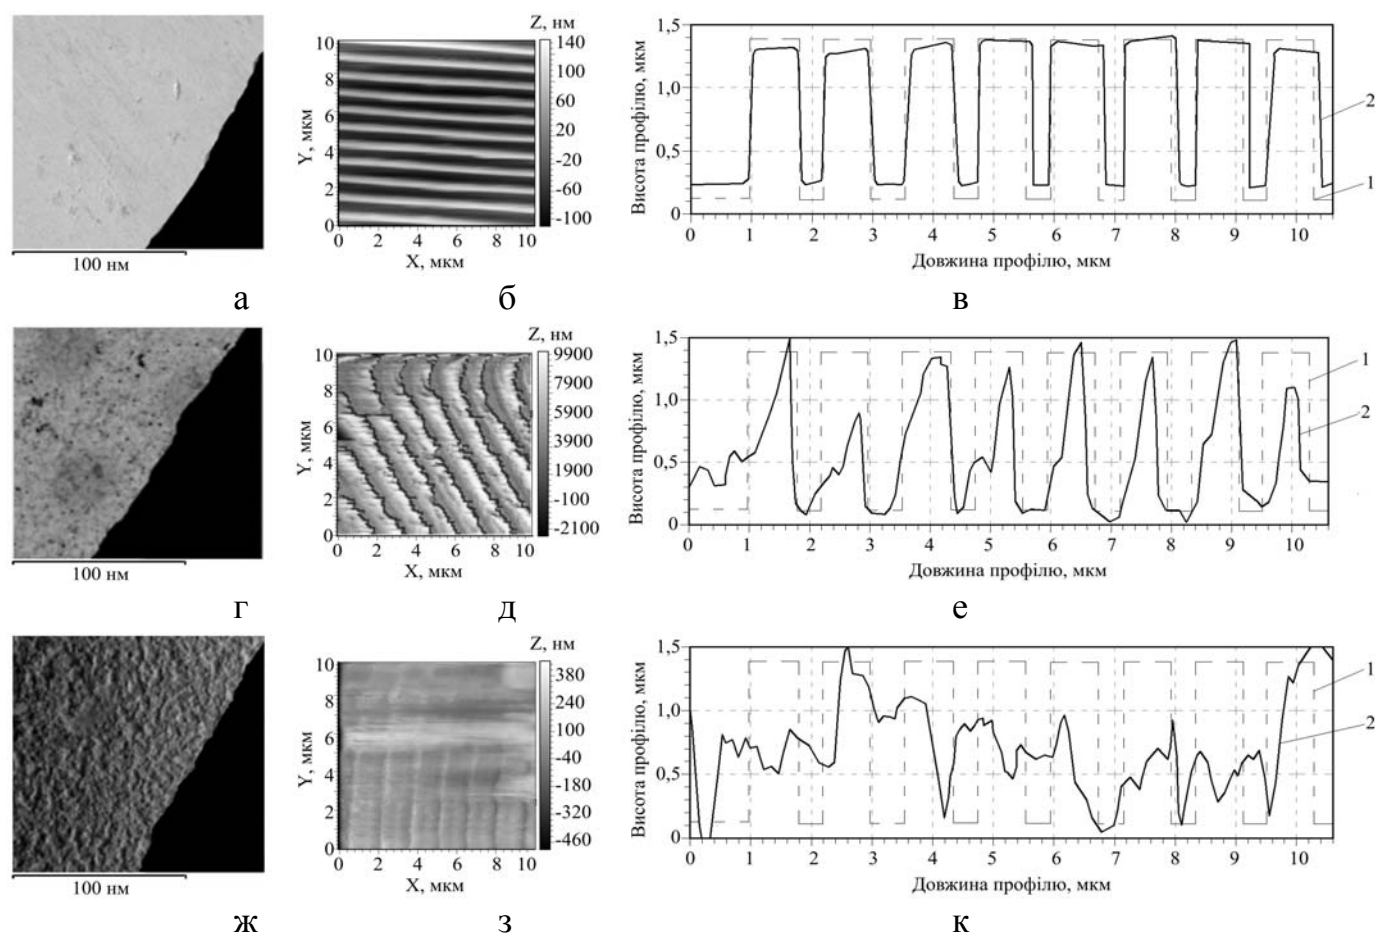 Z, нм
140
100
60
20
-20
-60
-100
10
8
6
4
2
0
Y, мкм
0 2 4 6 8 10
X, мкм
100 нм
1,5
1,0
0,5
0
Висота профілю, мкм
0 1 2 3 4 5 6 7 8 9 10
Довжина профілю, мкм
2
1
а б в
Z, нм
9900
7900
5900
3900
1900
-100
-2100
10
8
6
4
2
0
Y, мкм
0 2 4 6 8 10
X, мкм
100 нм
1,5
1,0
0,5
0
Висота профілю, мкм
0 1 2 3 4 5 6 7 8 9 10
Довжина профілю, мкм
1
2
г д е
Z, нм
380
240
100
-40
-180
-320
-460
10
8
6
4
2
0
Y, мкм
0 2 4 6 8 10
X, мкм
100 нм
1,5
1,0
0,5
0
Висота профілю, мкм
0 1 2 3 4 5 6 7 8 9 10
Довжина профілю, мкм
1
2
ж з к